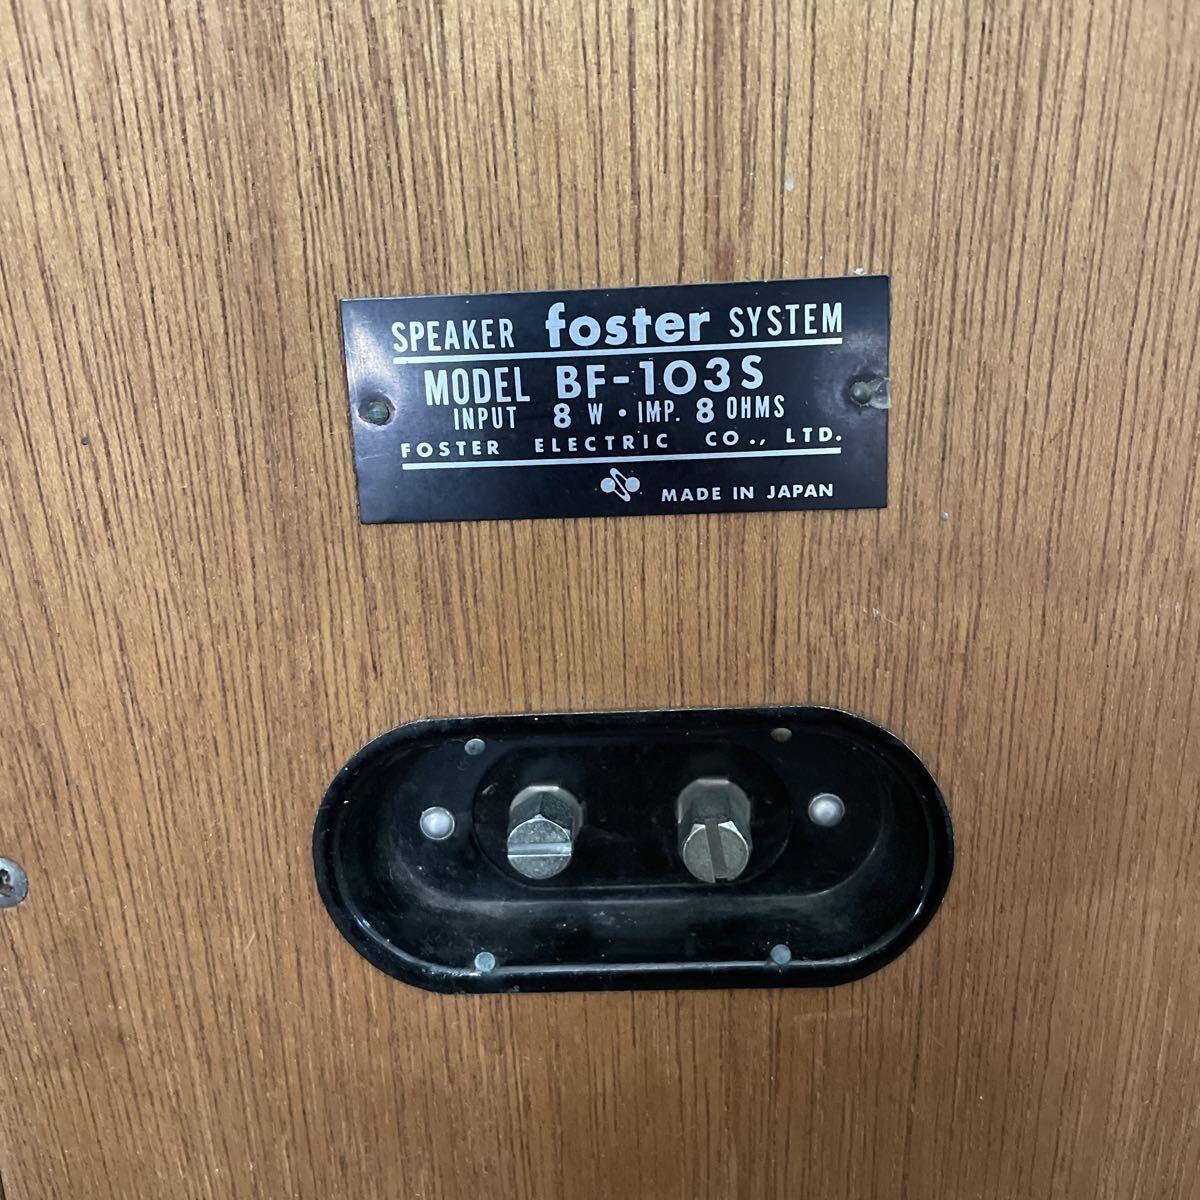 SPEAKER foster SYSTEM
MODEL BF-103S
INPUT 8 W • IMP. 8 OHMS
FOSTER ELECTRIC CO., LTD.
MADE IN JAPAN